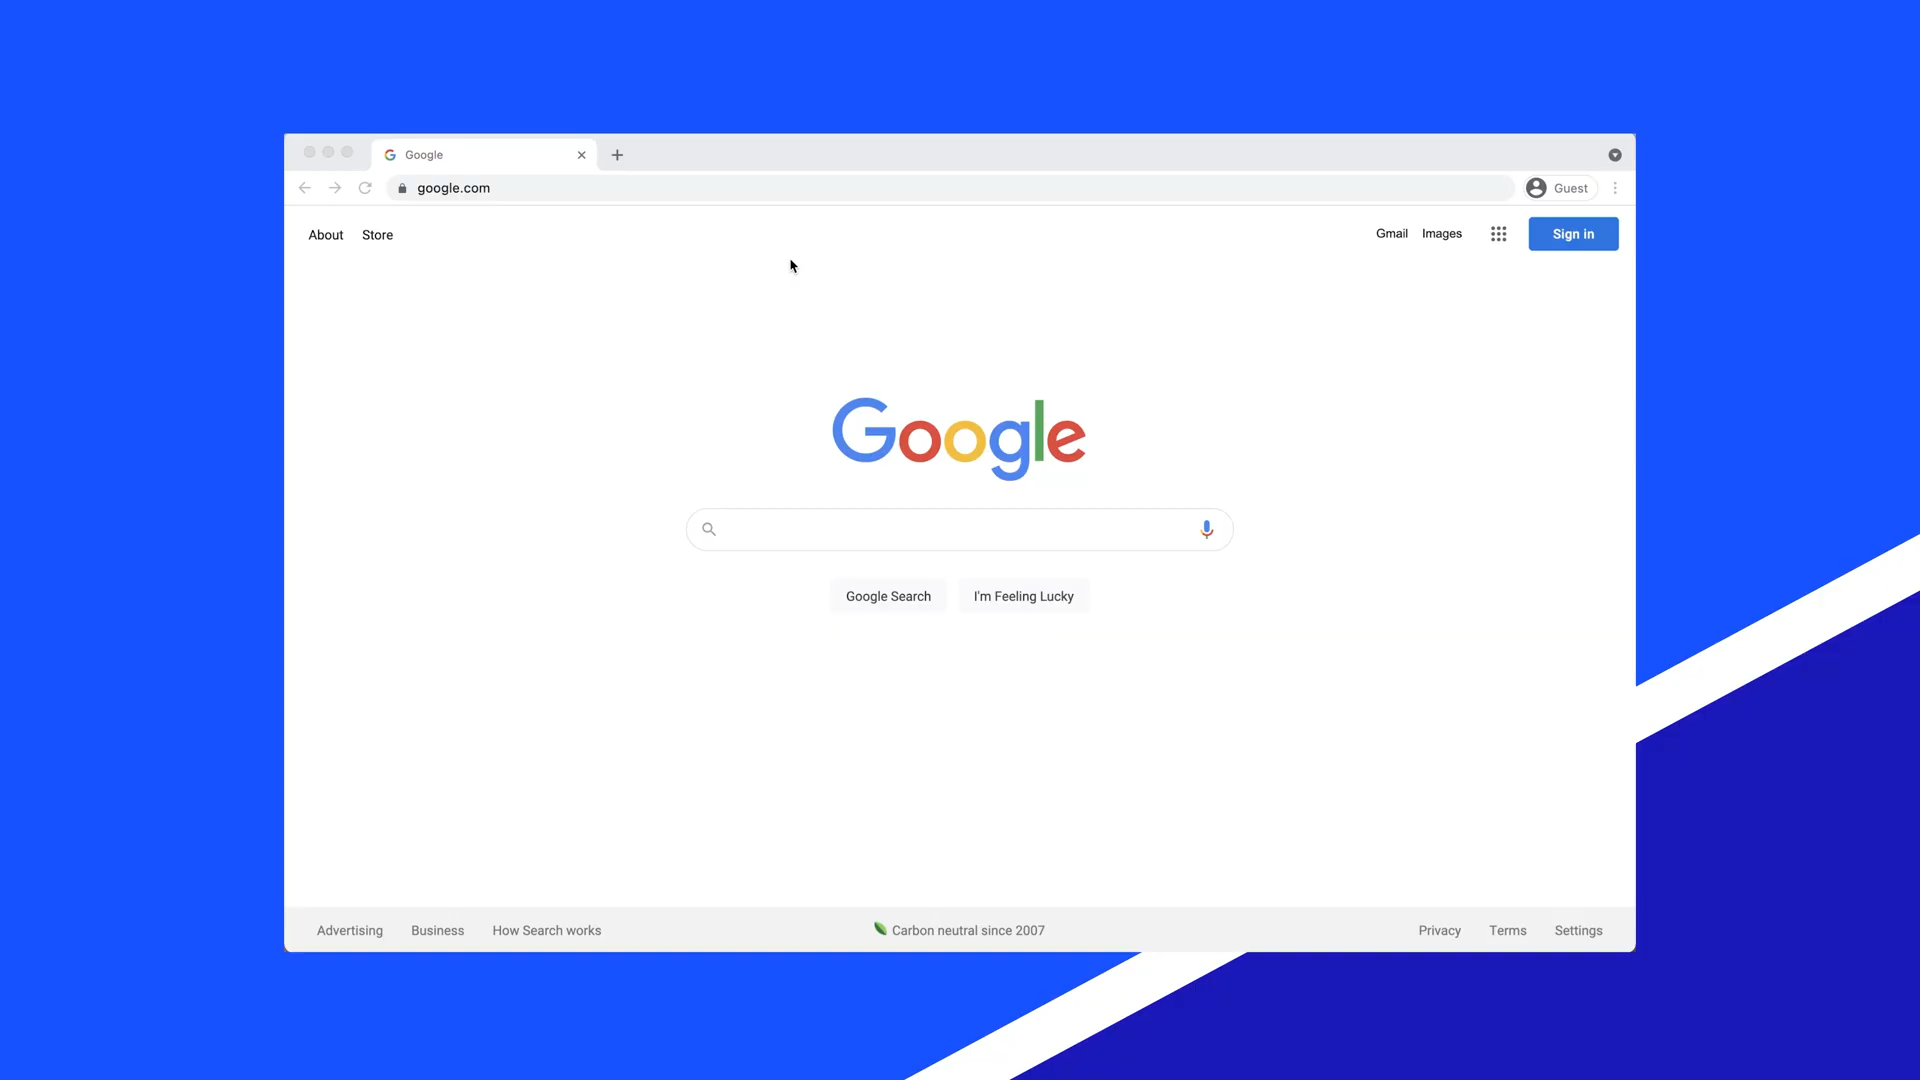 Google
google.com
Guest
About Store
Gmail Images Sign in
Google
Google Search I'm Feeling Lucky
Advertising Business How Search works
Carbon neutral since 2007
Privacy Terms Settings